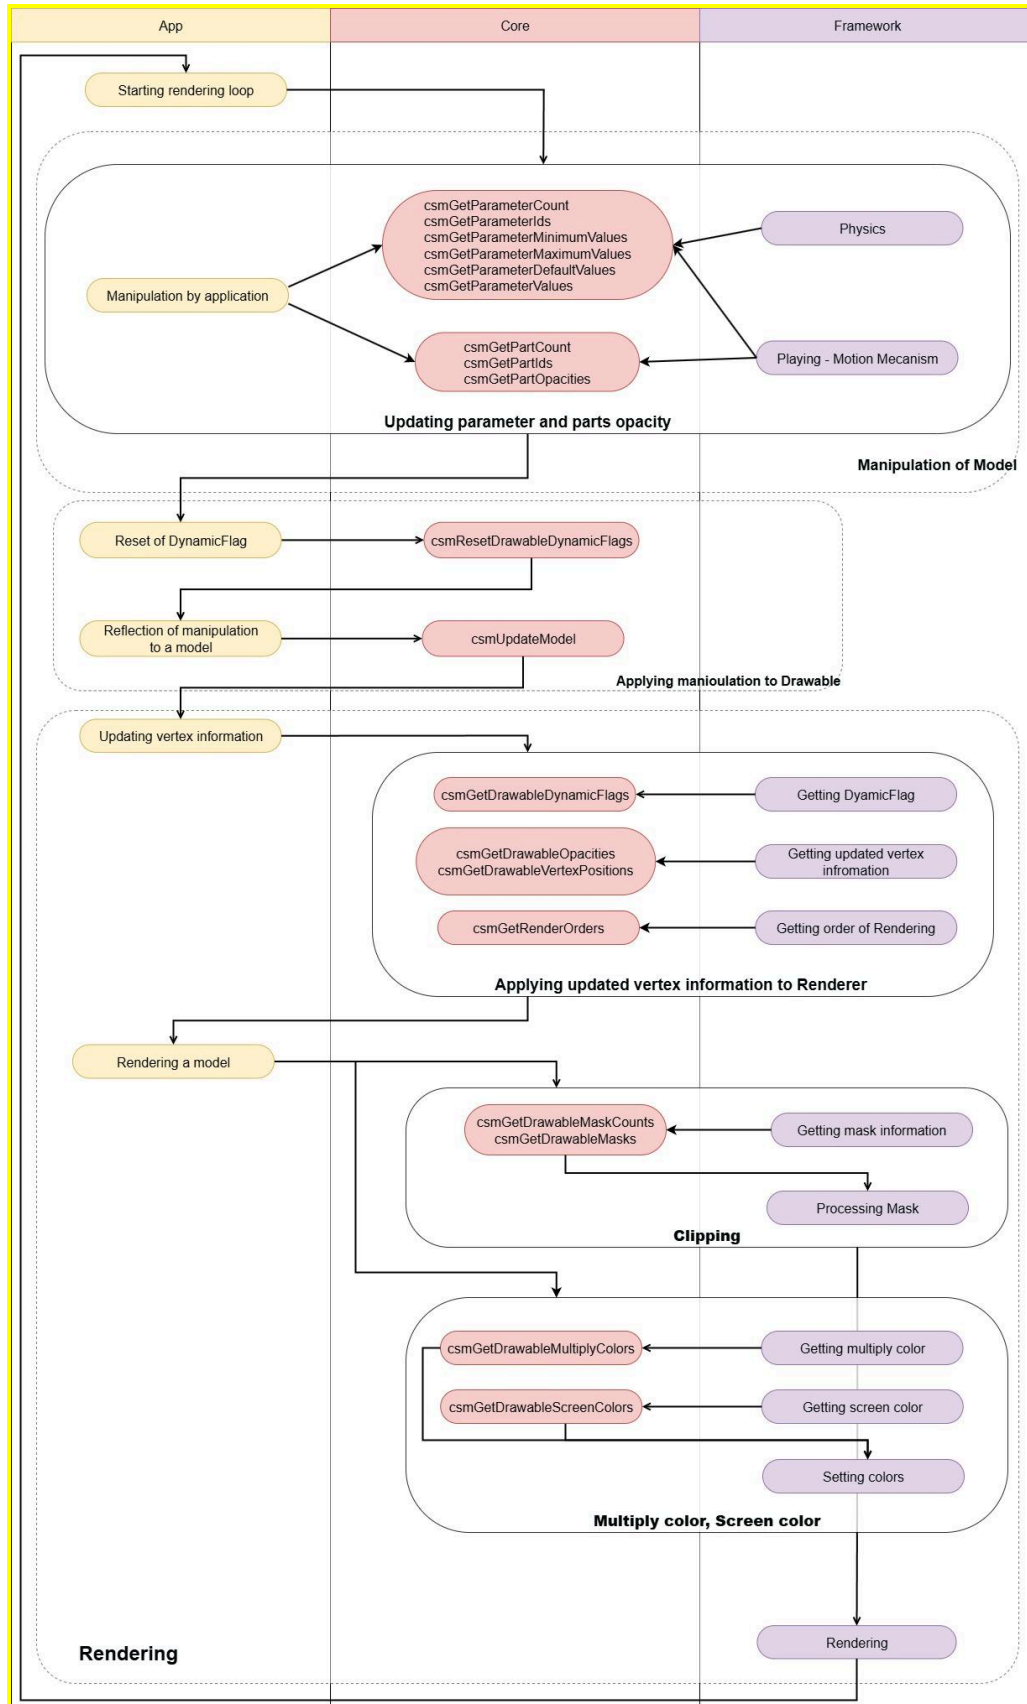 App
Core
Framework
Starting rendering loop
csmGetParameterCount
csmGetParameterIds
csmGetParameterMinimumValues
csmGetParameterMaximumValues
csmGetParameterDefaultValues
csmGetParameterValues
Physics
Manipulation by application
csmGetPartCount
csmGetPartIds
csmGetPartOpacities
Playing - Motion Mecanism
Updating parameter and parts opacity
Manipulation of Model
Reset of DynamicFlag
csmResetDrawableDynamicFlags
Reflection of manipulation
to a model
csmUpdateModel
Applying manioulation to Drawable
Updating vertex information
csmGetDrawableDynamicFlags
Getting DyamicFlag
csmGetDrawableOpacities
csmGetDrawableVertexPositions
Getting updated vertex
infromation
csmGetRenderOrders
Getting order of Rendering
Applying updated vertex information to Renderer
Rendering a model
csmGetDrawableMaskCounts
csmGetDrawableMasks
Getting mask information
Processing Mask
Clipping
csmGetDrawableMultiplyColors
Getting multiply color
csmGetDrawableScreenColors
Getting screen color
Setting colors
Multiply color, Screen color
Rendering
Rendering